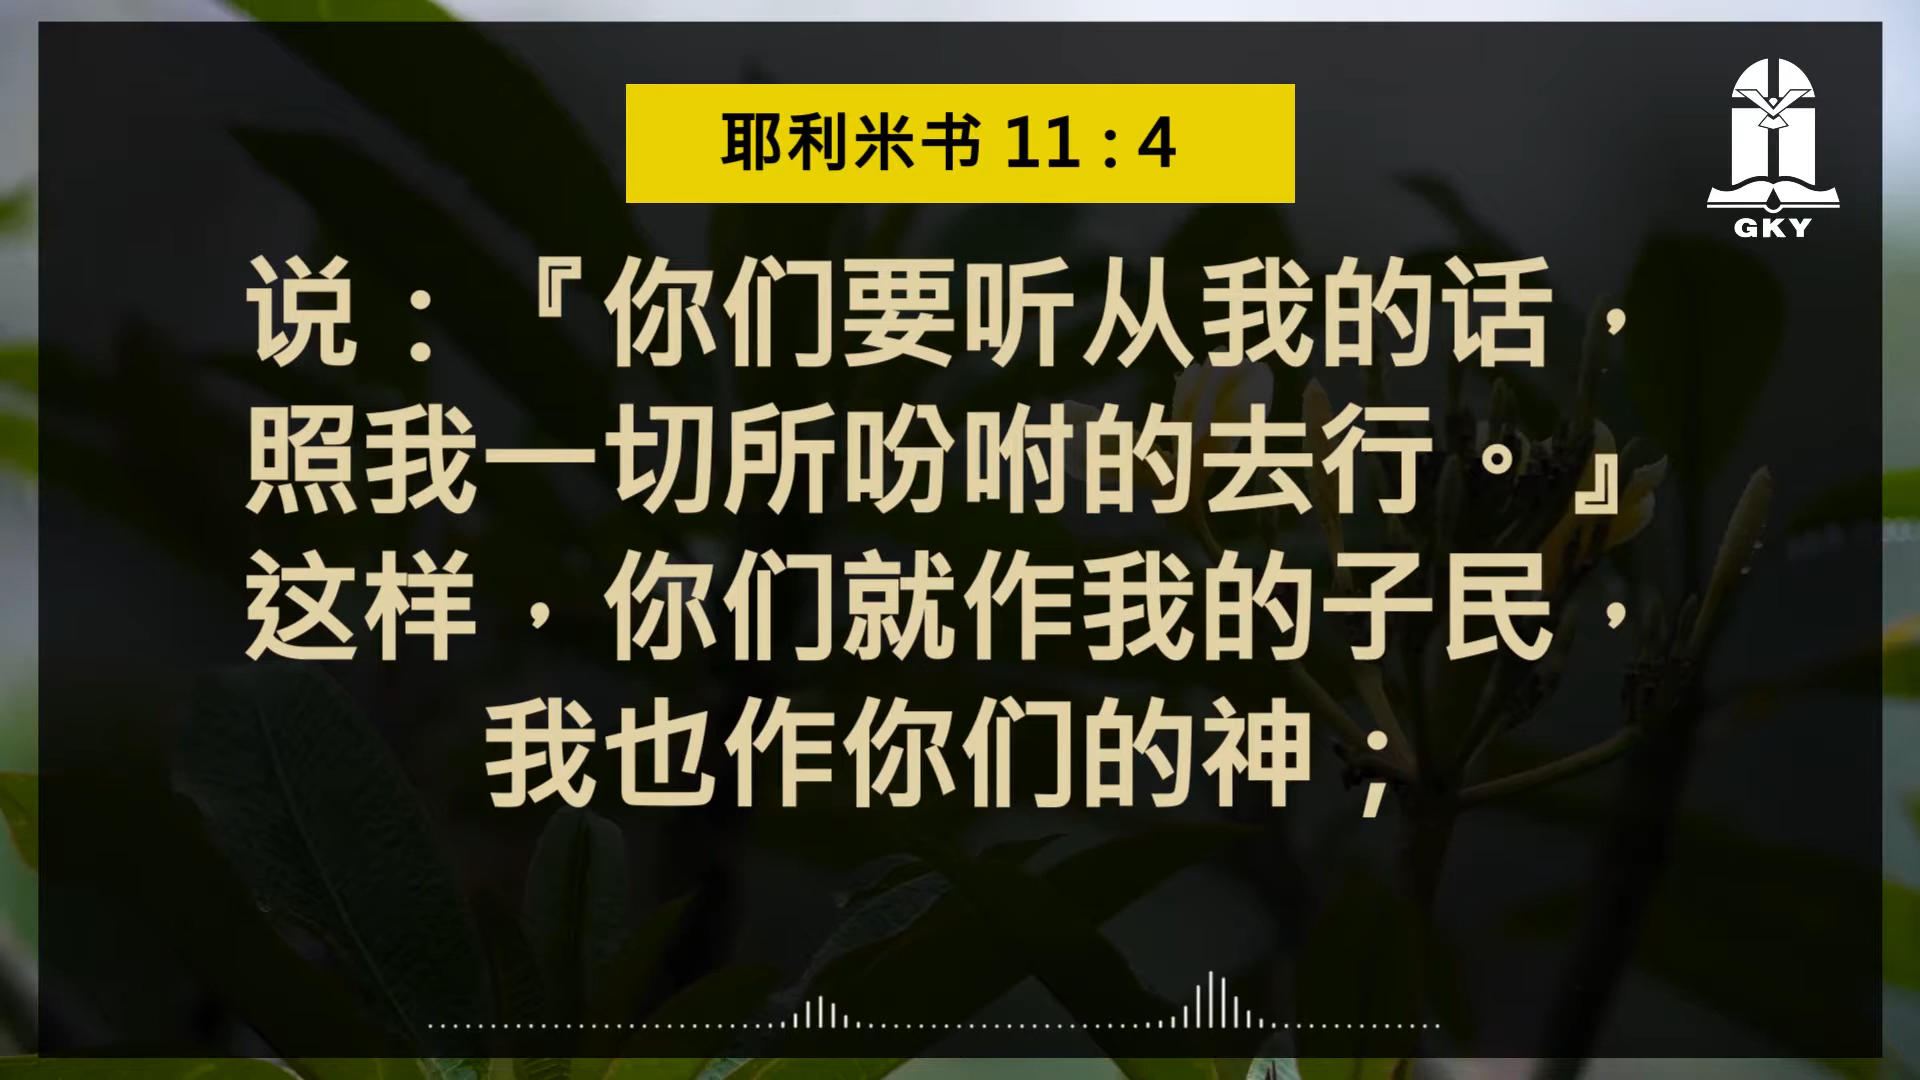 耶利米书 11 : 4
GKY
说：『你们要听从我的话，
照我一切所吩咐的去行。』
这样，你们就作我的子民，
我也作你们的神；